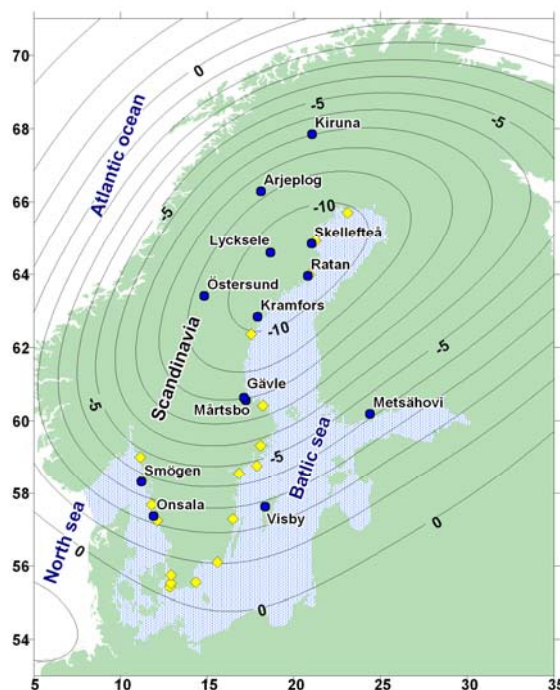 70
0
-5
Kiruna
68
-5
Atlantic ocean
Arjeplog
66
-10
-5
Skellefteå
Lycksele
Ratan
64
Östersund
Kramfors
-10
Scandinavia
62
-5
Gävle
-5
Metsähovi
Mårtsbo
60
-5
Batlic sea
Smögen
58
Onsala
Visby
North sea
0
0
56
0
54
5
10
15
20
25
30
35